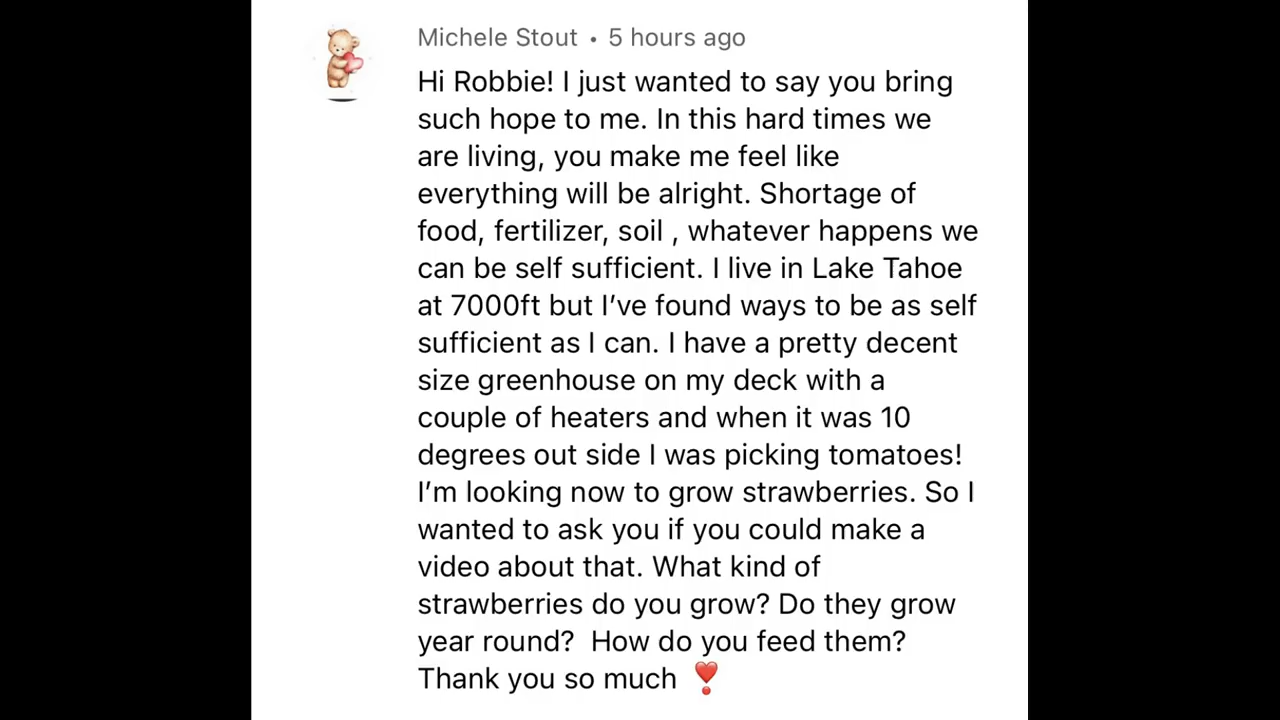 Michele Stout • 5 hours ago
Hi Robbie! I just wanted to say you bring
such hope to me. In this hard times we
are living, you make me feel like
everything will be alright. Shortage of
food, fertilizer, soil , whatever happens we
can be self sufficient. I live in Lake Tahoe
at 7000ft but I’ve found ways to be as self
sufficient as I can. I have a pretty decent
size greenhouse on my deck with a
couple of heaters and when it was 10
degrees out side I was picking tomatoes!
I’m looking now to grow strawberries. So I
wanted to ask you if you could make a
video about that. What kind of
strawberries do you grow? Do they grow
year round?  How do you feed them?
Thank you so much ❣️